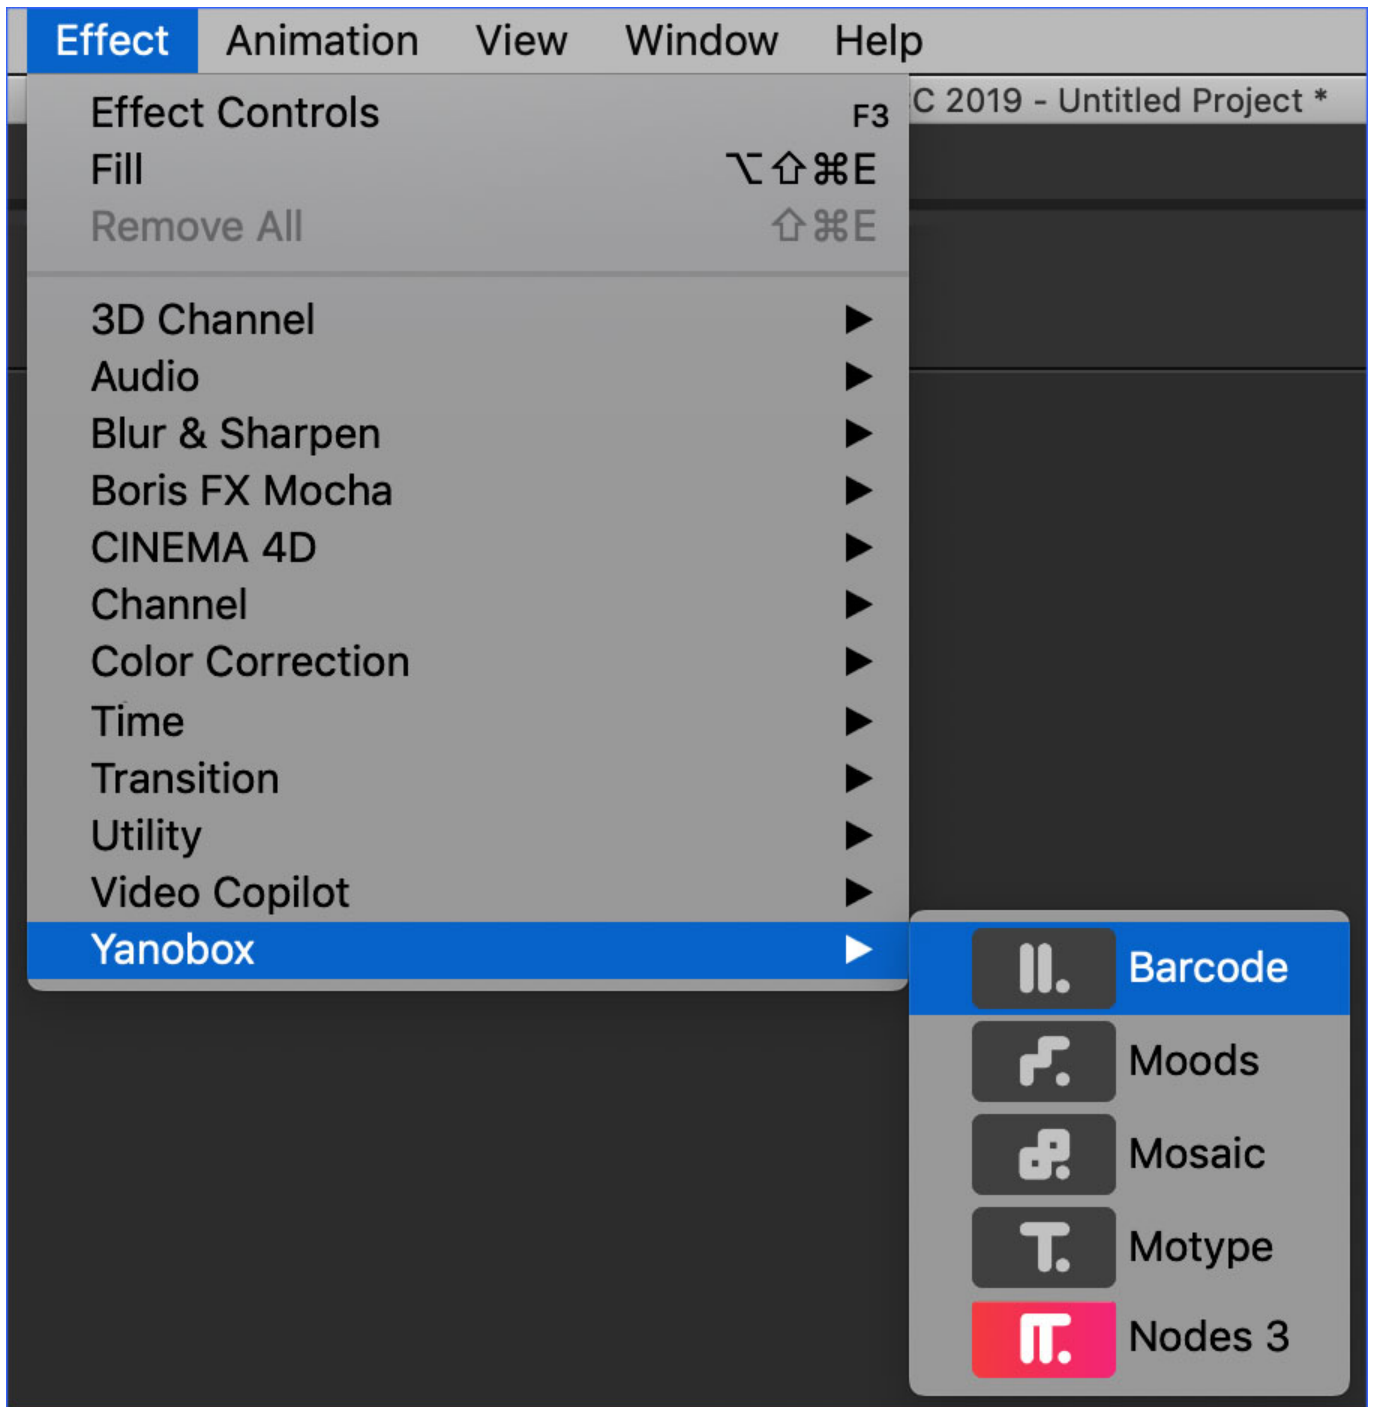 Effect Animation View Window Help
C 2019 - Untitled Project *
Effect Controls F3
Fill ⌥⇧⌘E
Remove All ⇧⌘E
3D Channel ▶
Audio ▶
Blur & Sharpen ▶
Boris FX Mocha ▶
CINEMA 4D ▶
Channel ▶
Color Correction ▶
Time ▶
Transition ▶
Utility ▶
Video Copilot ▶
Yanobox ▶
Barcode
Moods
Mosaic
Motype
Nodes 3